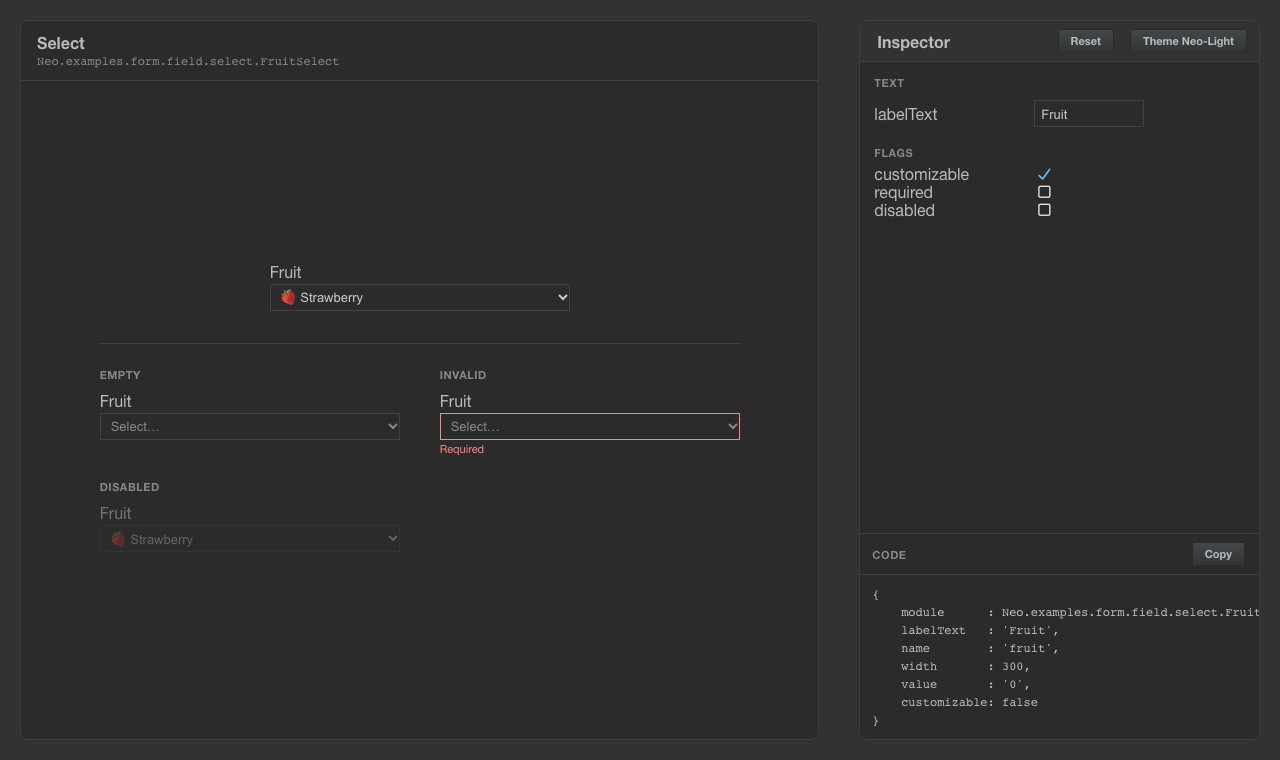 Select
Neo.examples.form.field.select.FruitSelect
Fruit
🍓 Strawberry
EMPTY
Fruit
Select...
INVALID
Fruit
Select...
Required
DISABLED
Fruit
🍓 Strawberry
Inspector
Reset
Theme Neo-Light
TEXT
labelText
Fruit
FLAGS
customizable
required
disabled
CODE
Copy
{
    module      : Neo.examples.form.field.select.Fruit
    labelText   : 'Fruit',
    name        : 'fruit',
    width       : 300,
    value       : '0',
    customizable: false
}